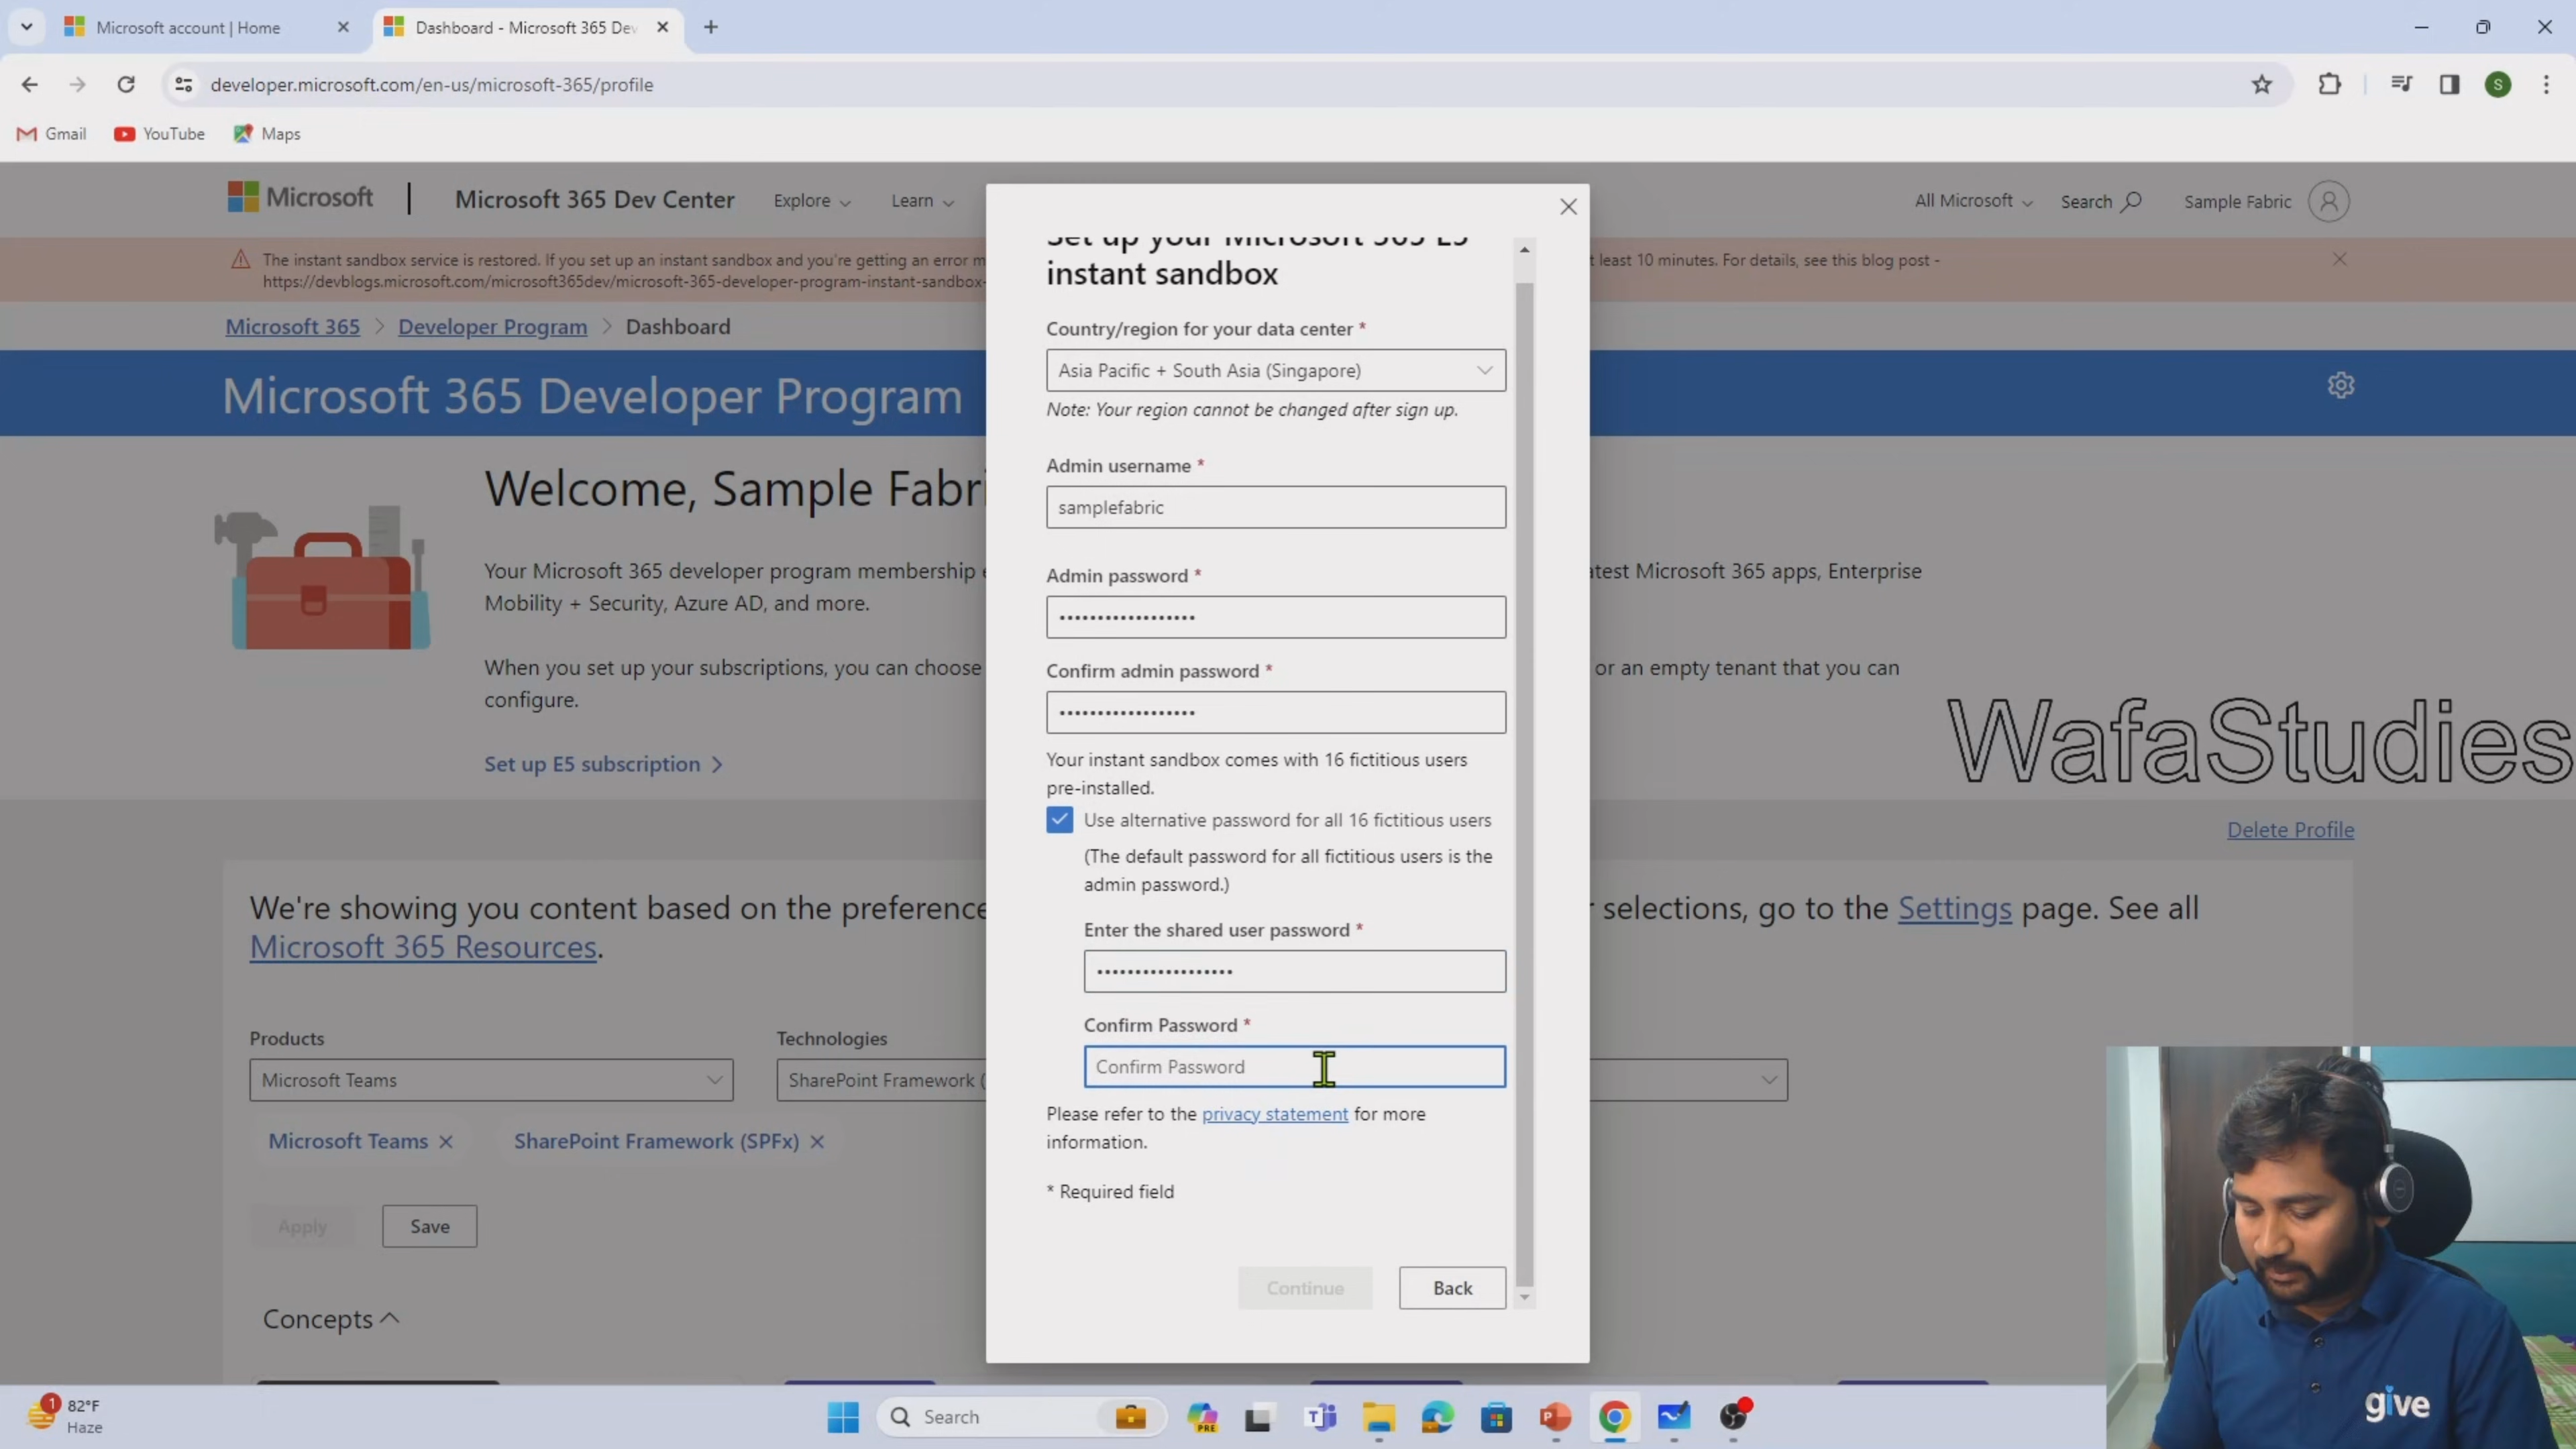 Microsoft account | Home
Dashboard - Microsoft 365 Dev
developer.microsoft.com/en-us/microsoft-365/profile
S
Gmail
YouTube
Maps
Microsoft
Microsoft 365 Dev Center
Explore
Learn
All Microsoft
Search
Sample Fabric
The instant sandbox service is restored. If you set up an instant sandbox and you're getting an error m
t least 10 minutes. For details, see this blog post -
https://devblogs.microsoft.com/microsoft365dev/microsoft-365-developer-program-instant-sandbox-
Microsoft 365 > Developer Program > Dashboard
Microsoft 365 Developer Program
Welcome, Sample Fabri
Your Microsoft 365 developer program membership e
atest Microsoft 365 apps, Enterprise
Mobility + Security, Azure AD, and more.
When you set up your subscriptions, you can choose
or an empty tenant that you can
configure.
Set up E5 subscription >
WafaStudies
Delete Profile
We're showing you content based on the preference
r selections, go to the Settings page. See all
Microsoft 365 Resources.
Products
Technologies
Microsoft Teams
SharePoint Framework (
Microsoft Teams ×
SharePoint Framework (SPFx) ×
Apply
Save
Concepts
Set up your Microsoft 365 E5
instant sandbox
Country/region for your data center *
Asia Pacific + South Asia (Singapore)
Note: Your region cannot be changed after sign up.
Admin username *
samplefabric
Admin password *
••••••••••••••••••
Confirm admin password *
••••••••••••••••••
Your instant sandbox comes with 16 fictitious users
pre-installed.
Use alternative password for all 16 fictitious users
(The default password for all fictitious users is the
admin password.)
Enter the shared user password *
••••••••••••••••••
Confirm Password *
Confirm Password
Please refer to the privacy statement for more
information.
* Required field
Continue
Back
give
1
82°F
Haze
Search
PRE